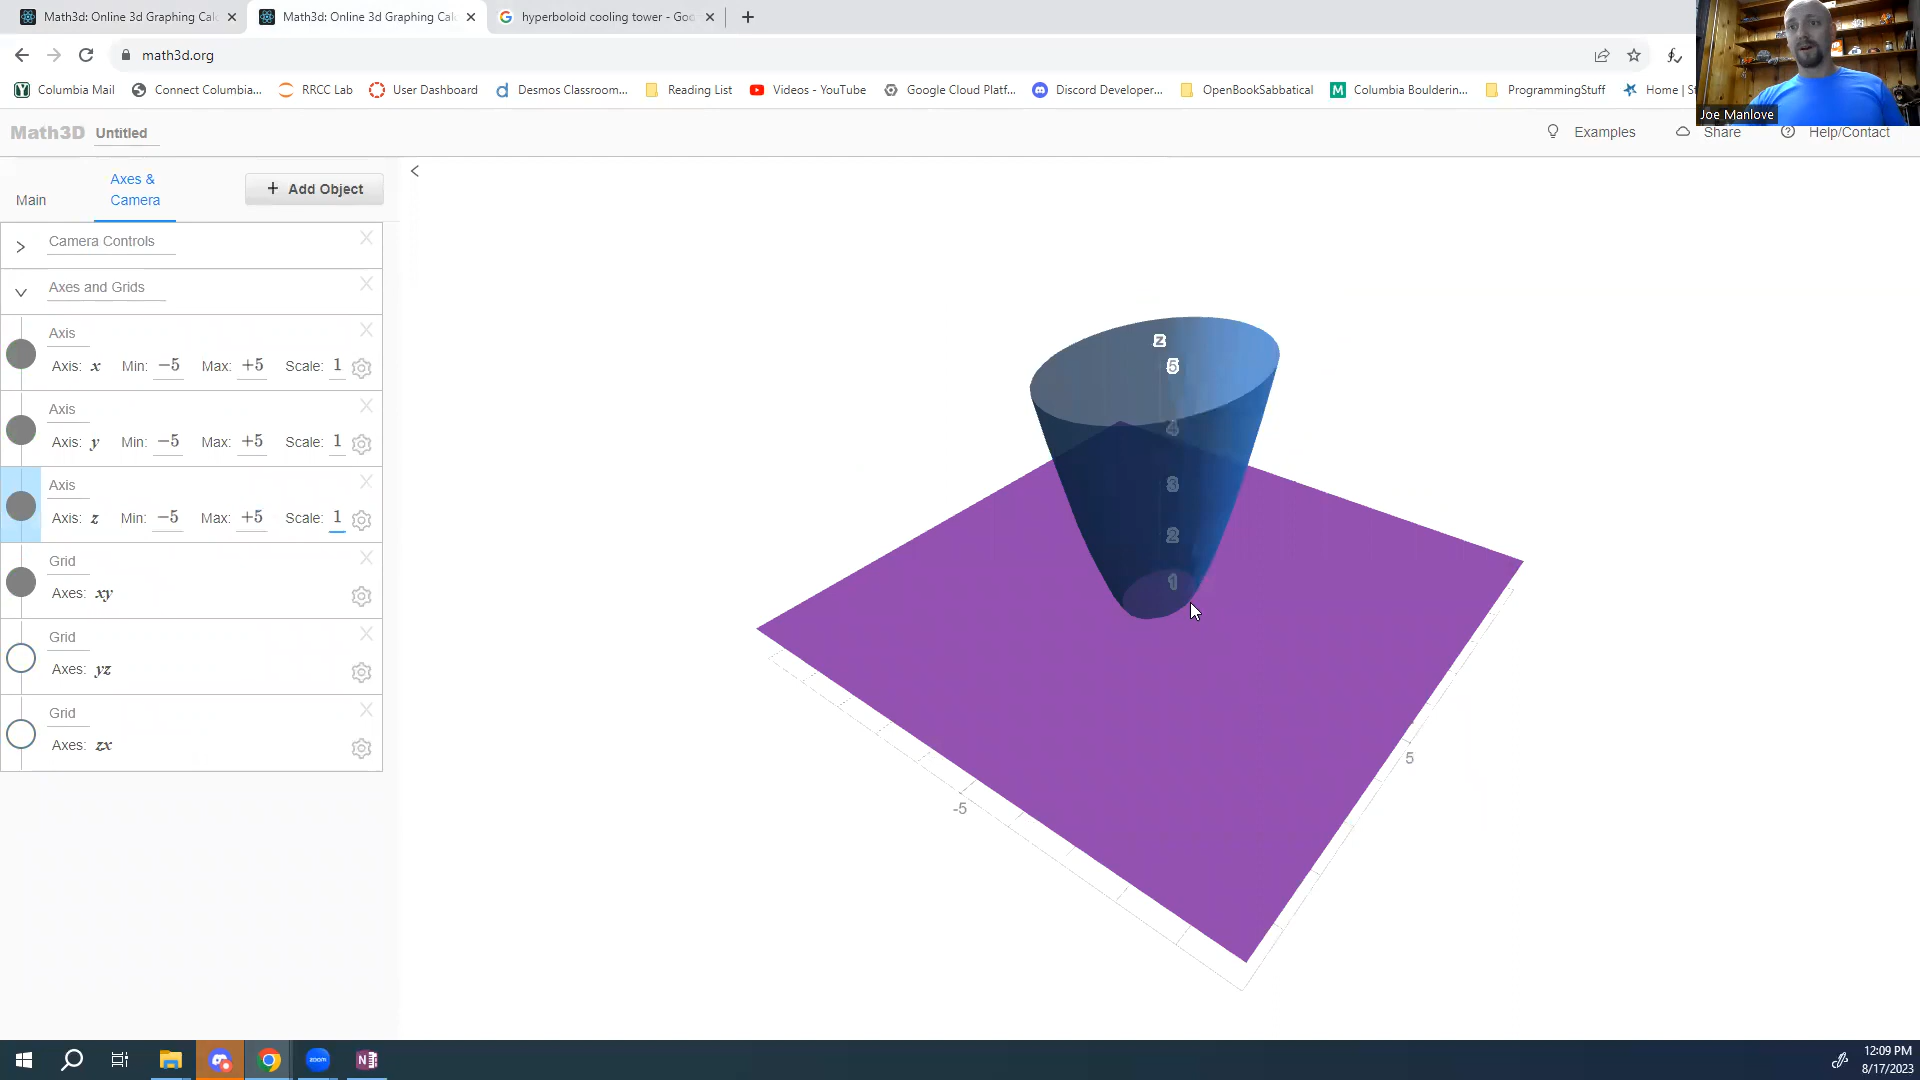 Math3d: Online 3d Graphing Cal
Math3d: Online 3d Graphing Cal
hyperboloid cooling tower - Goo
math3d.org
Columbia Mail
Connect Columbia...
RRCC Lab
User Dashboard
Desmos Classroom...
Reading List
Videos - YouTube
Google Cloud Platf...
Discord Developer...
OpenBookSabbatical
Columbia Boulderin...
ProgrammingStuff
Home | St
Joe Manlove
Math3D
Untitled
Examples
Share
Help/Contact
Main
Axes & Camera
+ Add Object
Camera Controls
Axes and Grids
Axis
Axis: x Min: −5 Max: +5 Scale: 1
Axis
Axis: y Min: −5 Max: +5 Scale: 1
Axis
Axis: z Min: −5 Max: +5 Scale: 1
Grid
Axes: xy
Grid
Axes: yz
Grid
Axes: zx
z
5
4
3
2
1
5
-5
zoom
N
12:09 PM
8/17/2023